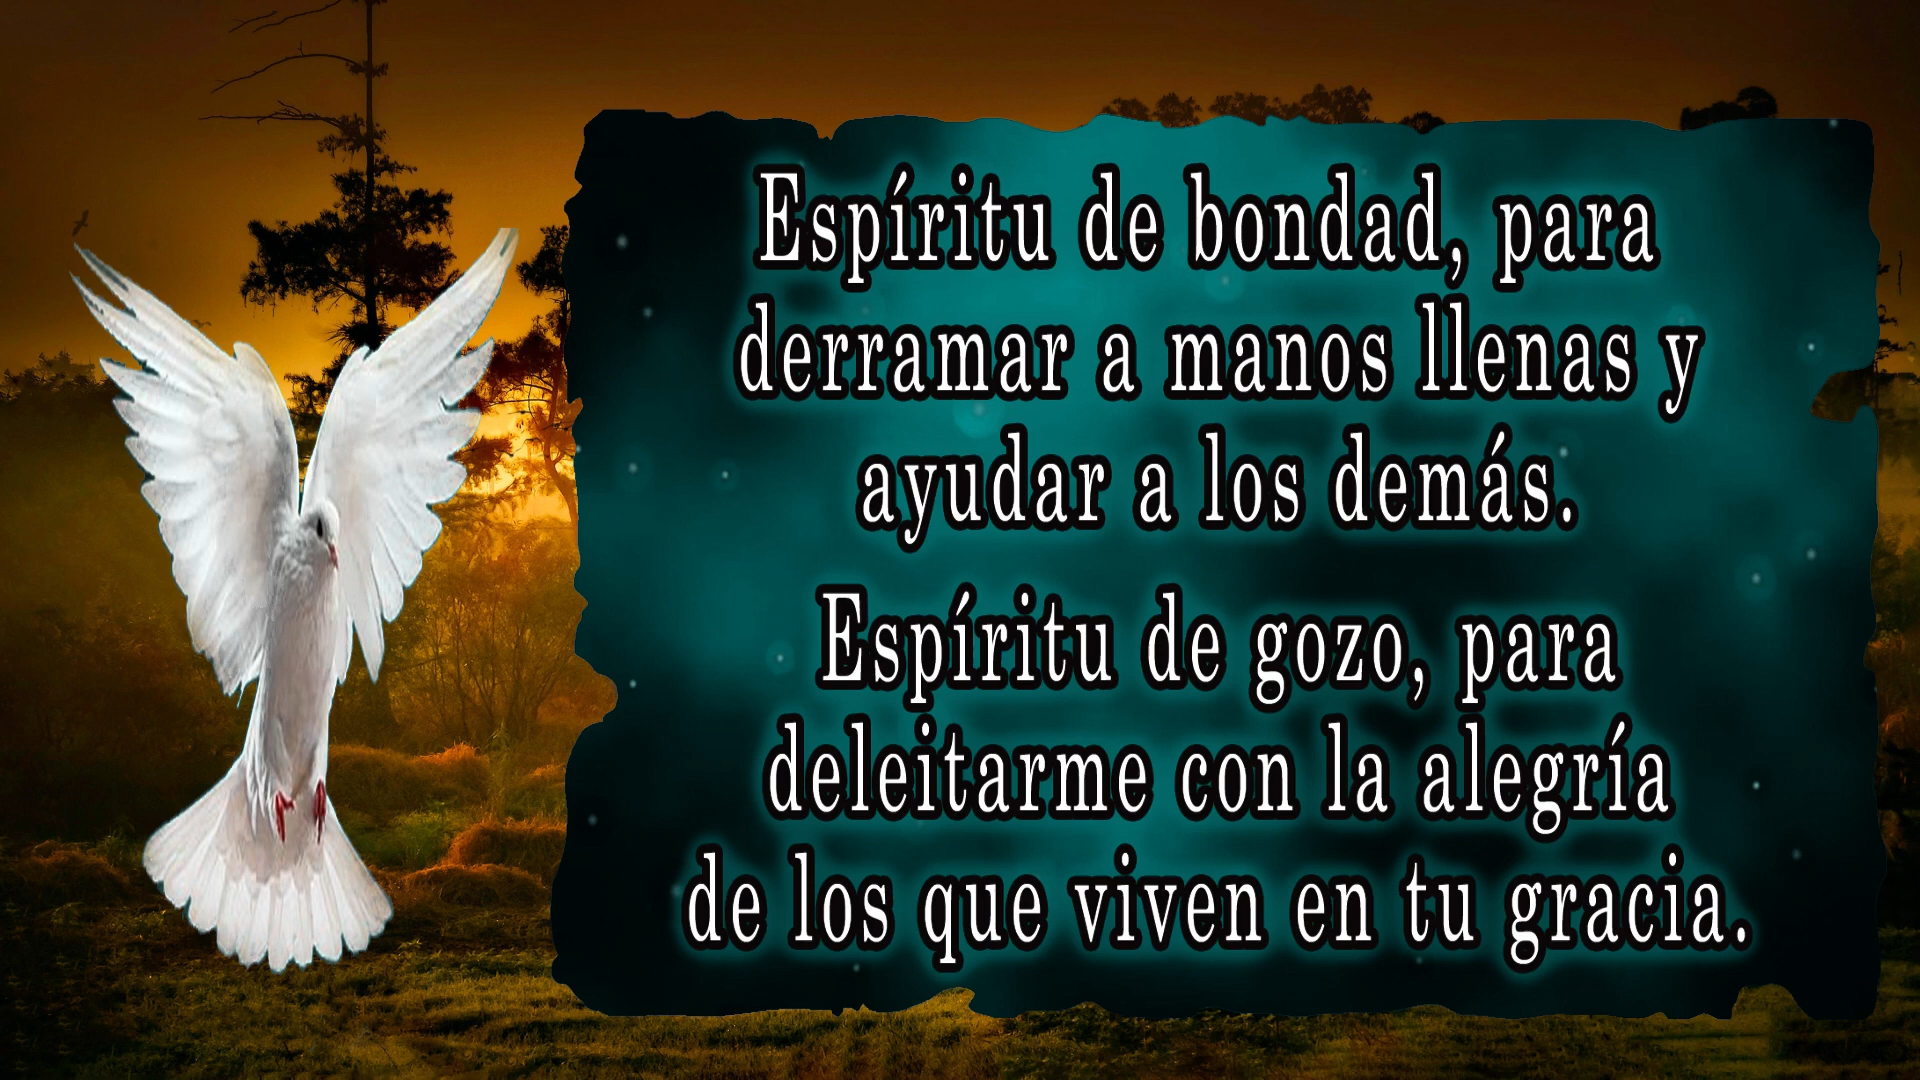 Espíritu de bondad, para
derramar a manos llenas y
ayudar a los demás.
Espíritu de gozo, para
deleitarme con la alegría
de los que viven en tu gracia.